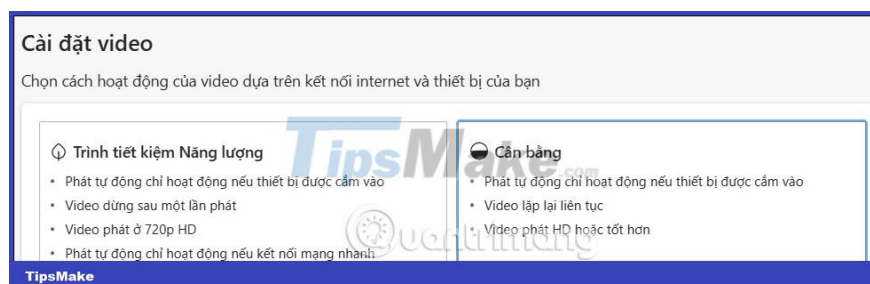 Cài đặt video
Chọn cách hoạt động của video dựa trên kết nối internet và thiết bị của bạn
Trình tiết kiệm Năng lượng
• Phát tự động chỉ hoạt động nếu thiết bị được cắm vào
• Video dừng sau một lần phát
• Video phát ở 720p HD
• Phát tự động chỉ hoạt động nếu kết nối mạng nhanh
Cân bằng
• Phát tự động chỉ hoạt động nếu thiết bị được cắm vào
• Video lặp lại liên tục
• Video phát HD hoặc tốt hơn
TipsMake.com
Quantrimang
TipsMake